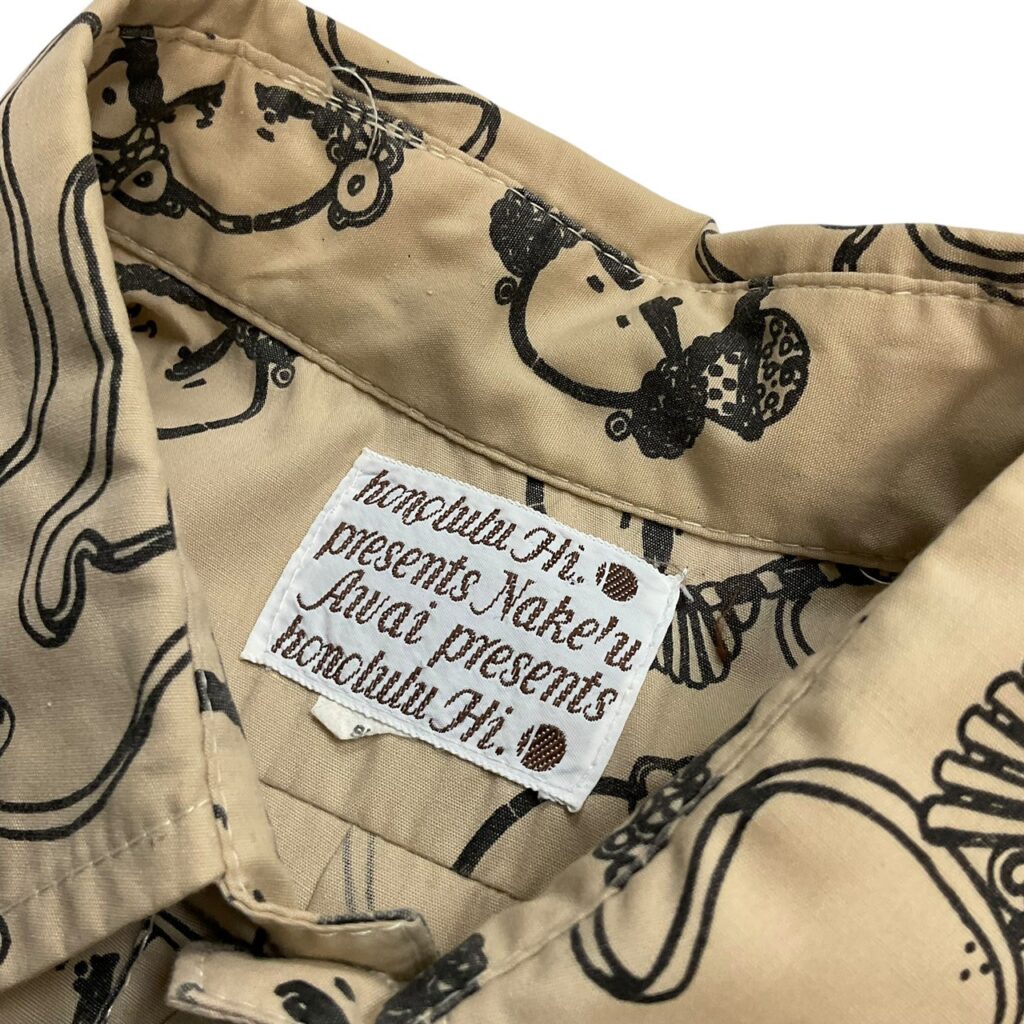 honolulu Hi.
presents Nake'u
Awai presents
honolulu Hi.